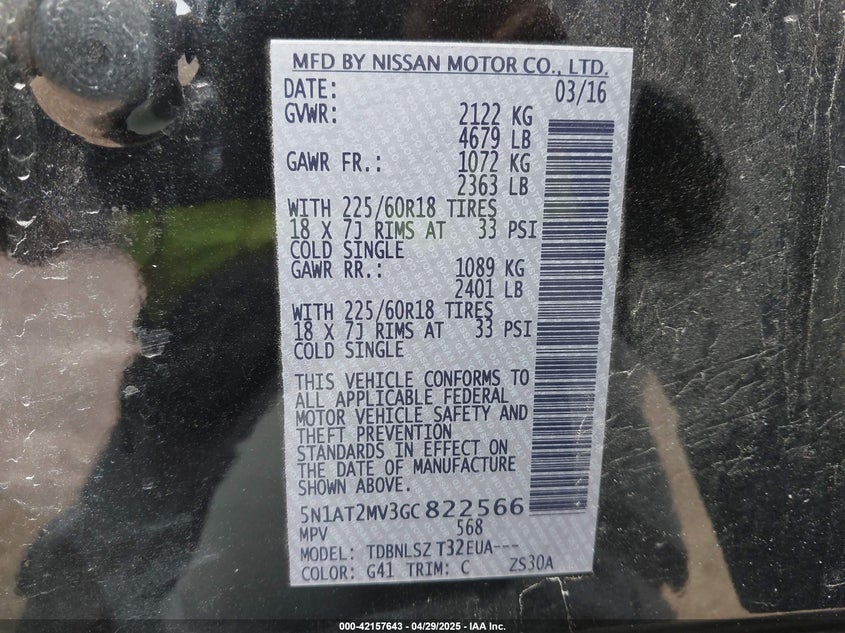 MFD BY NISSAN MOTOR CO., LTD.
DATE: 03/16
GVWR: 2122 KG
4679 LB
GAWR FR.: 1072 KG
2363 LB
WITH 225/60R18 TIRES
18 X 7J RIMS AT 33 PSI
COLD SINGLE
GAWR RR.: 1089 KG
2401 LB
WITH 225/60R18 TIRES
18 X 7J RIMS AT 33 PSI
COLD SINGLE
THIS VEHICLE CONFORMS TO
ALL APPLICABLE FEDERAL
MOTOR VEHICLE SAFETY AND
THEFT PREVENTION
STANDARDS IN EFFECT ON
THE DATE OF MANUFACTURE
SHOWN ABOVE.
5N1AT2MV3GC822566
MPV 568
MODEL: TDBNLSZ T32EUA---
COLOR: G41 TRIM: C ZS30A
000-42157643 - 04/29/2025 - IAA Inc.